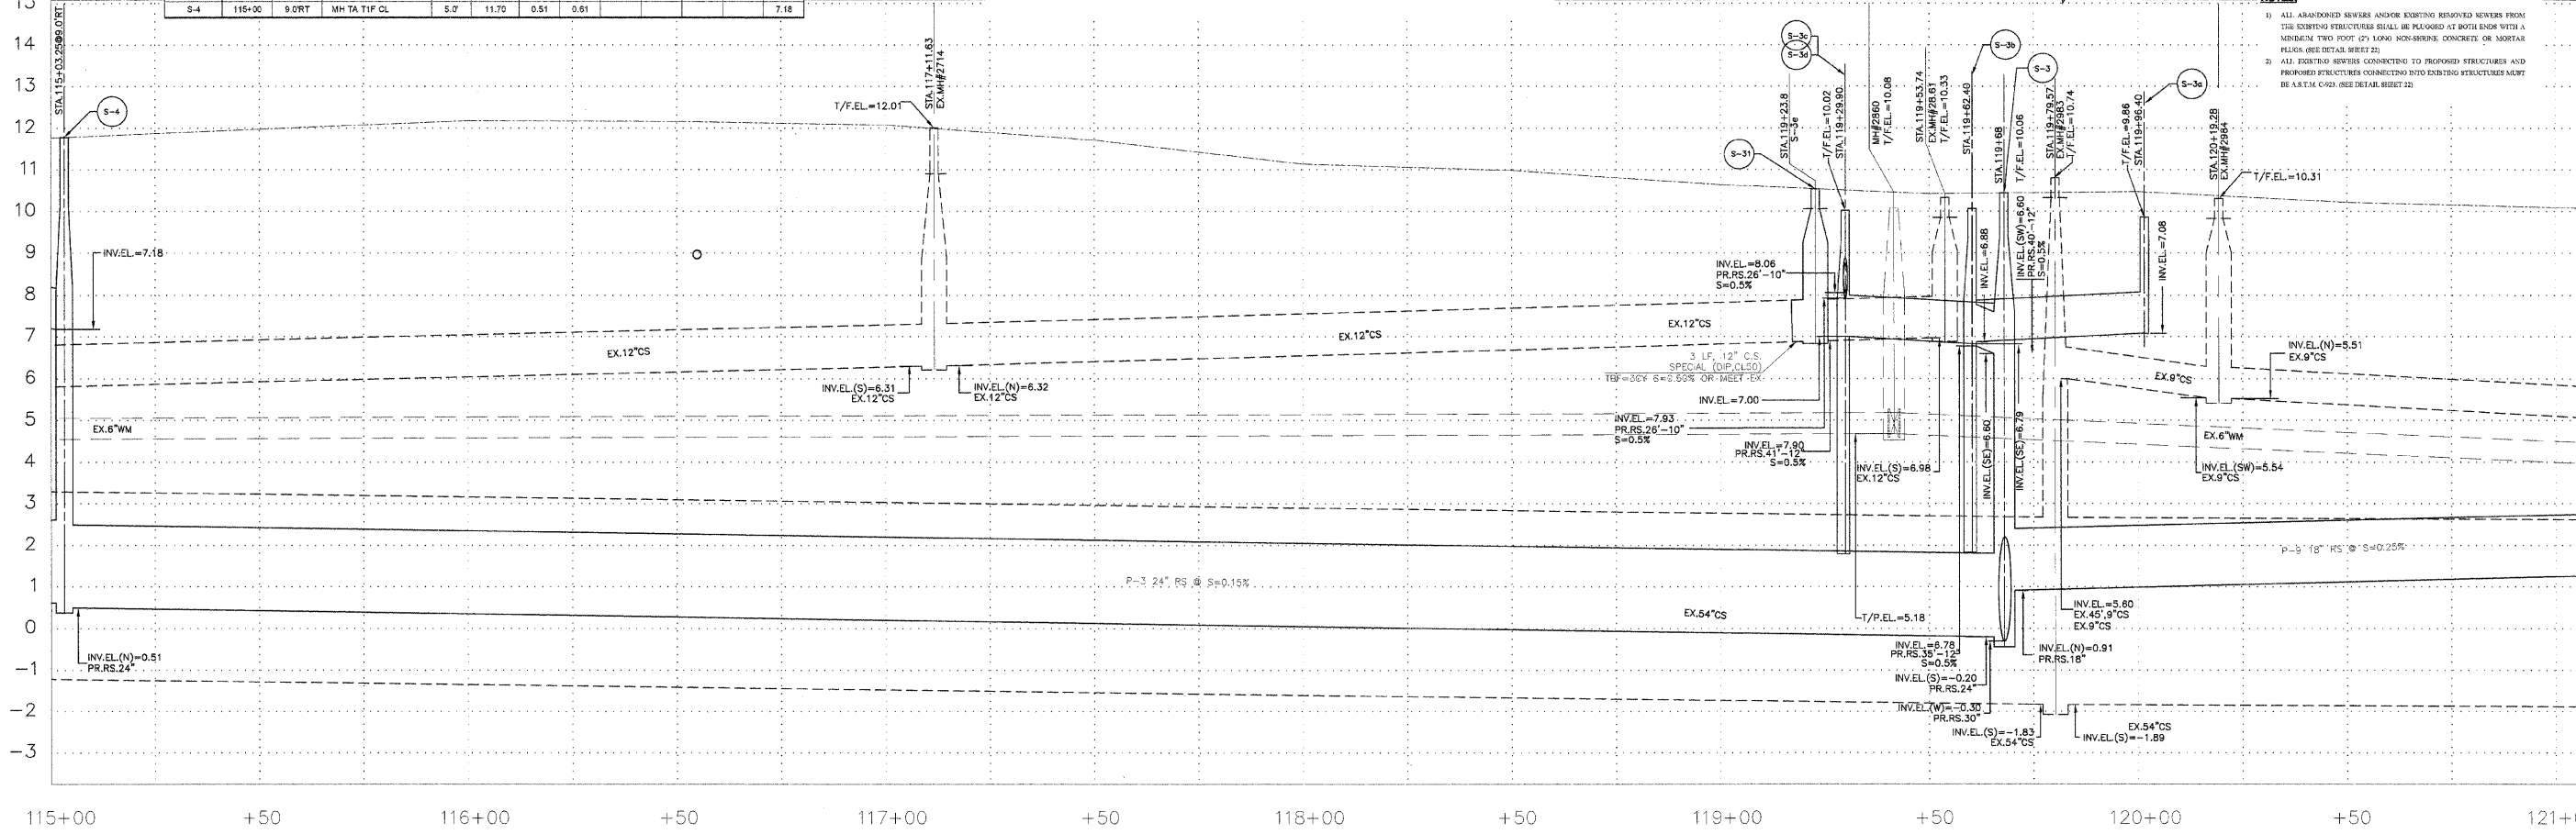 S-4 115+00 9.0'RT MH TA T1F CL 5.0' 11.70 0.51 0.61 7.18
1) ALL ABANDONED SEWERS AND/OR EXISTING REMOVED SEWERS FROM
THE EXISTING STRUCTURES SHALL BE PLUGGED AT BOTH ENDS WITH A
MINIMUM TWO FOOT (2') LONG NON-SHRINK CONCRETE OR MORTAR
PLUGS. (SEE DETAIL SHEET 22)
2) ALL EXISTING SEWERS CONNECTING TO PROPOSED STRUCTURES AND
PROPOSED STRUCTURES CONNECTING INTO EXISTING STRUCTURES MUST
BE A.S.T.M. C-923. (SEE DETAIL SHEET 22)
14
13
12
11
10
9
8
7
6
5
4
3
2
1
0
-1
-2
-3
STA.115+03.25@9.0'RT
S-4
INV.EL.=7.18
EX.6"WM
INV.EL.(N)=0.51
PR.RS.24"
T/F.EL.=12.01
STA.117+11.63
EX.MH#2714
EX.12"CS
INV.EL.(S)=6.31
EX.12"CS
INV.EL.(N)=6.32
EX.12"CS
EX.12"CS
EX.12"CS
P-3 24" RS @ S=0.15%
EX.54"CS
S-3c
S-3d
S-31
STA.119+23.8
S-3e
T/F.EL.=10.02
STA.119+29.90
MH#2860
T/F.EL.=10.08
STA.119+53.74
EX.MH#28.61
T/F.EL.=10.33
STA.119+62.40
S-3b
S-3
STA.119+68
T/F.EL.=10.06
STA.119+79.57
EX.MH#2983
T/F.EL.=10.74
T/F.EL.=9.86
STA.119+96.40
S-3a
STA.120+19.28
EX.MH#2984
T/F.EL.=10.31
INV.EL.=8.06
PR.RS.26'-10"
S=0.5%
INV.EL.=6.88
INV.EL.(SW)=6.60
PR.RS.40'-12"
S=0.5%
INV.EL.=7.08
3 LF, 12" C.S.
SPECIAL (DIP,CL50)
OR MEET EX
INV.EL.=7.00
INV.EL.=7.93
PR.RS.26'-10"
S=0.5%
INV.EL.=7.90
PR.RS.41'-12"
S=0.5%
INV.EL.(S)=6.98
EX.12"CS
INV.EL.(SE)=6.60
INV.EL.(SE)=6.79
INV.EL.(N)=5.51
EX.9"CS
EX.9"CS
EX.6"WM
INV.EL.(SW)=5.54
EX.9"CS
P-9 18" RS @ S=0.25%
T/P.EL.=5.18
INV.EL.=6.78
PR.RS.35'-12"
S=0.5%
INV.EL.(S)=-0.20
PR.RS.24"
INV.EL.(W)=-0.30
PR.RS.30"
INV.EL.=5.60
EX.45',9"CS
EX.9"CS
INV.EL.(N)=0.91
PR.RS.18"
INV.EL.(S)=-1.83
EX.54"CS
EX.54"CS
INV.EL.(S)=-1.89
115+00 +50 116+00 +50 117+00 +50 118+00 +50 119+00 +50 120+00 +50